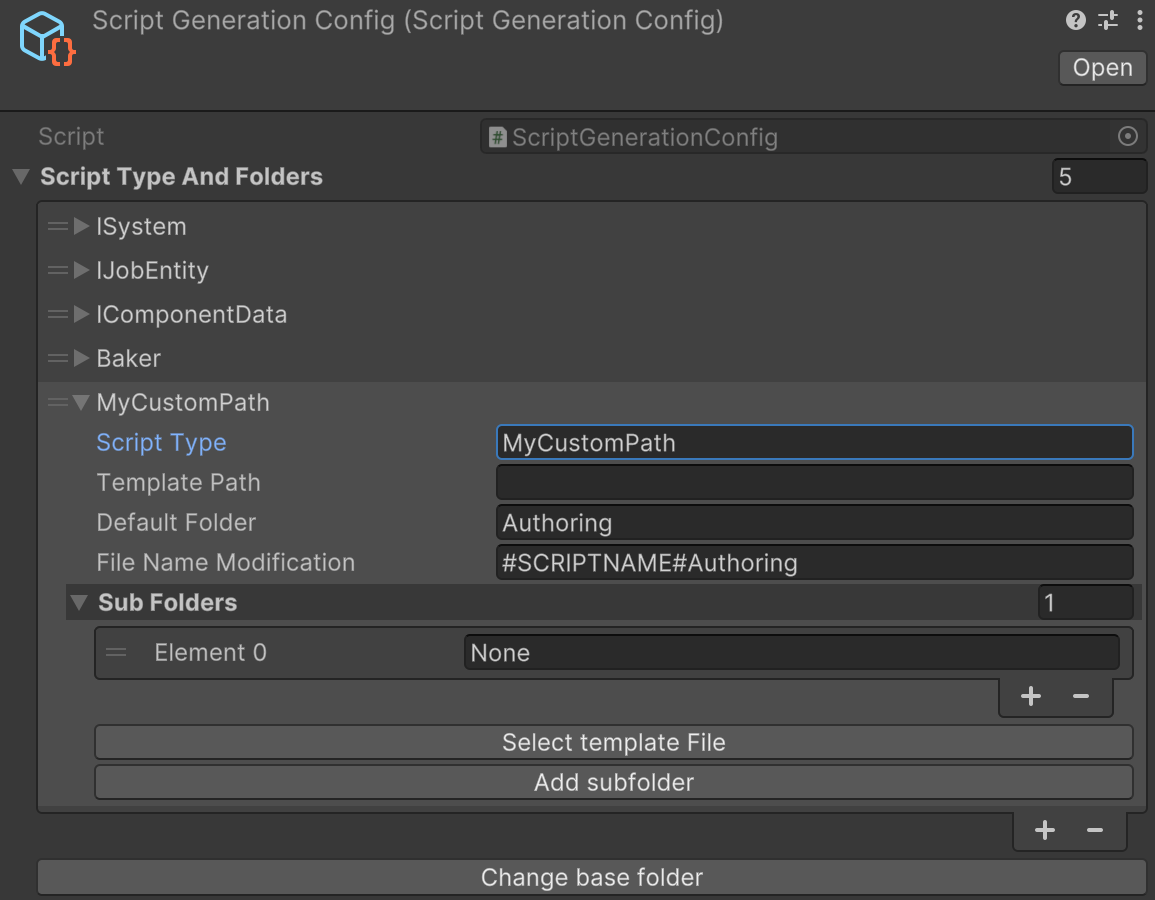 Script Generation Config (Script Generation Config)
Open
Script ScriptGenerationConfig
Script Type And Folders 5
ISystem
IJobEntity
IComponentData
Baker
MyCustomPath
Script Type MyCustomPath
Template Path
Default Folder Authoring
File Name Modification #SCRIPTNAME#Authoring
Sub Folders 1
Element 0 None
Select template File
Add subfolder
Change base folder